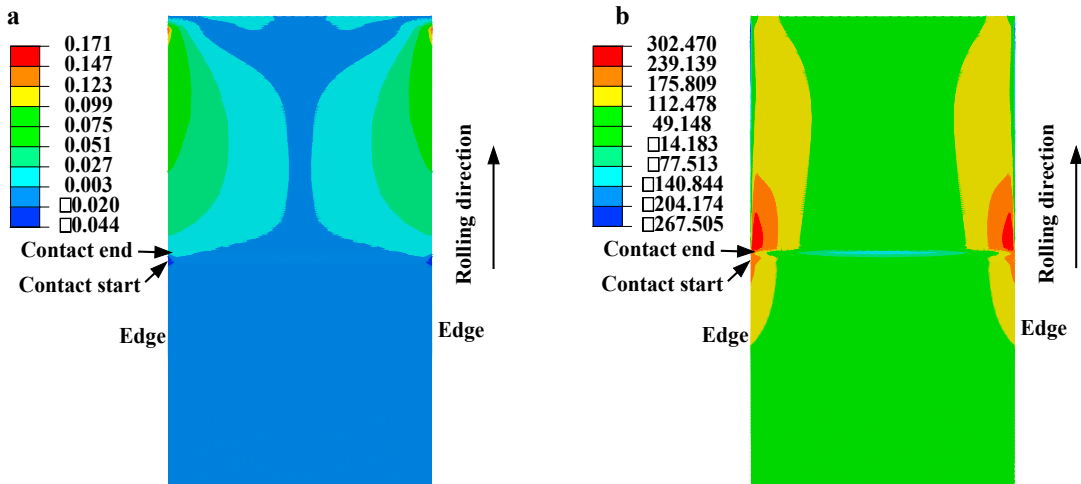 a
0.171
0.147
0.123
0.099
0.075
0.051
0.027
0.003
□0.020
□0.044
Contact end
Contact start
Edge
Edge
Rolling direction
b
302.470
239.139
175.809
112.478
49.148
□14.183
□77.513
□140.844
□204.174
□267.505
Contact end
Contact start
Edge
Edge
Rolling direction